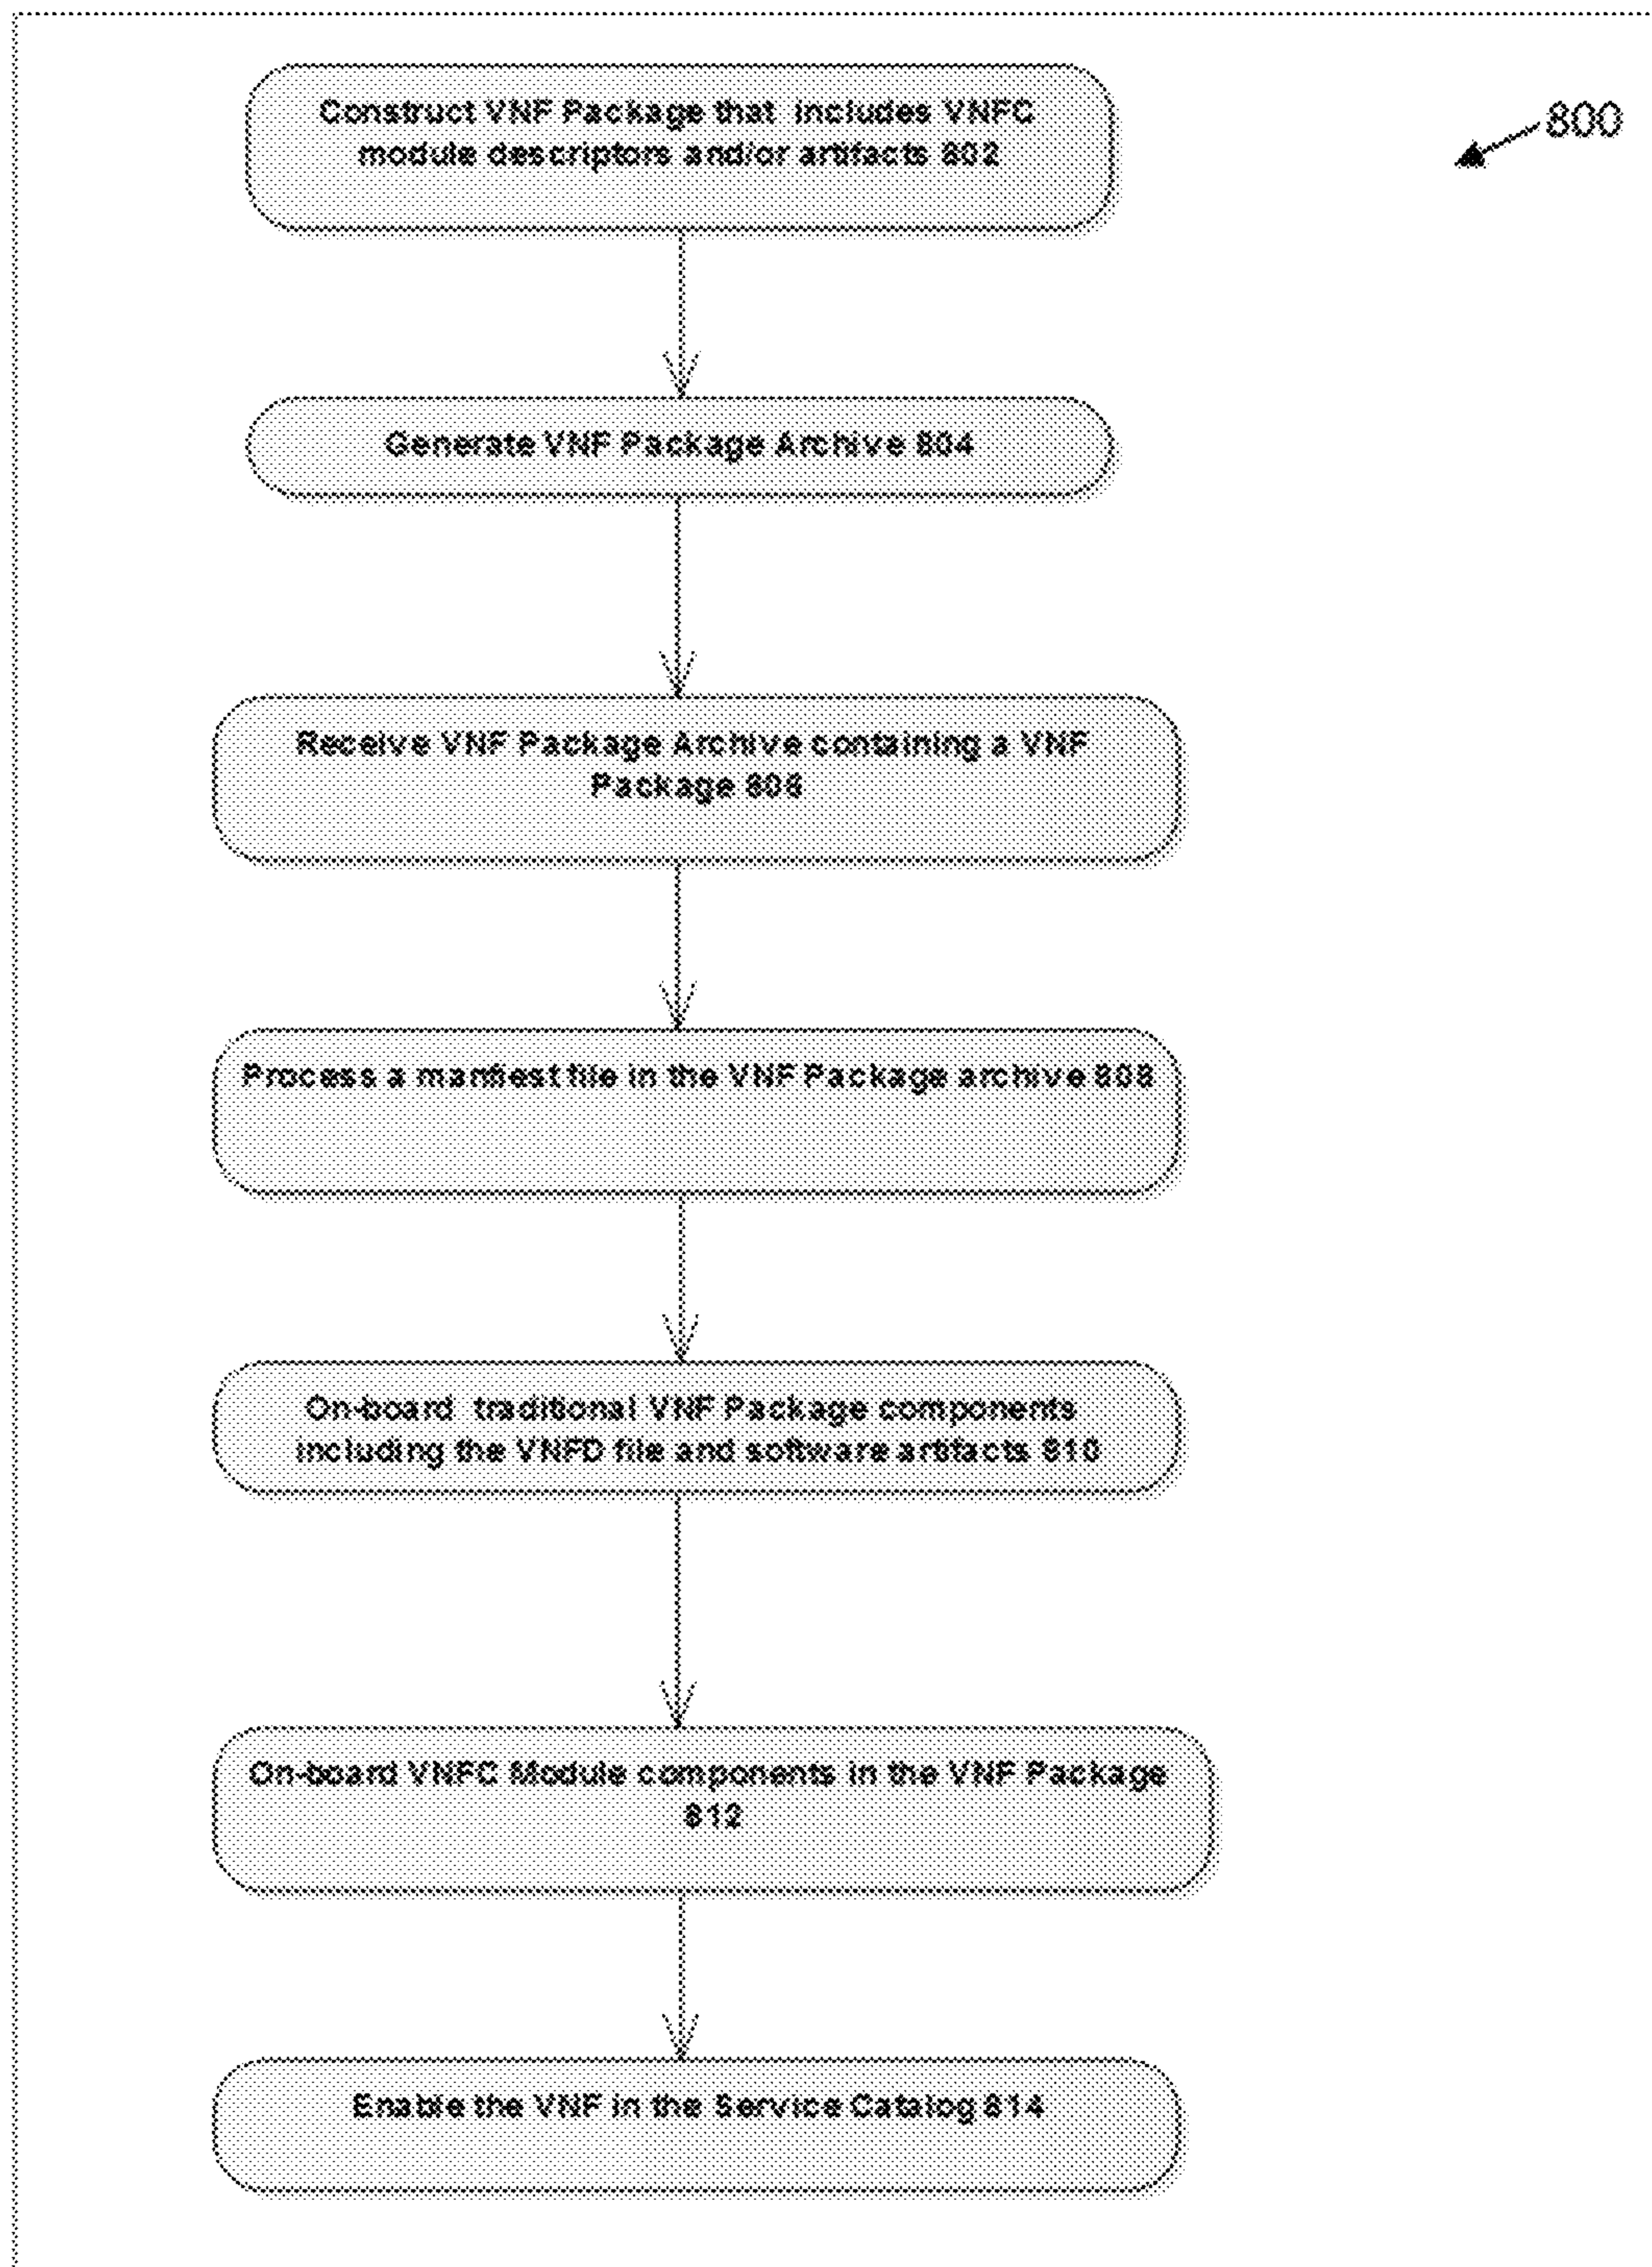 Construct VNF Package that includes VNFC
module descriptors and/or artifacts 802
800
Generate VNF Package Archive 804
Receive VNF Package Archive containing a VNF
Package 806
Process a manfiest file in the VNF Package archive 808
On-board traditional VNF Package components
including the VNFD file and software artifacts 810
On-board VNFC Module components in the VNF Package
812
Enable the VNF in the Service Catalog 814